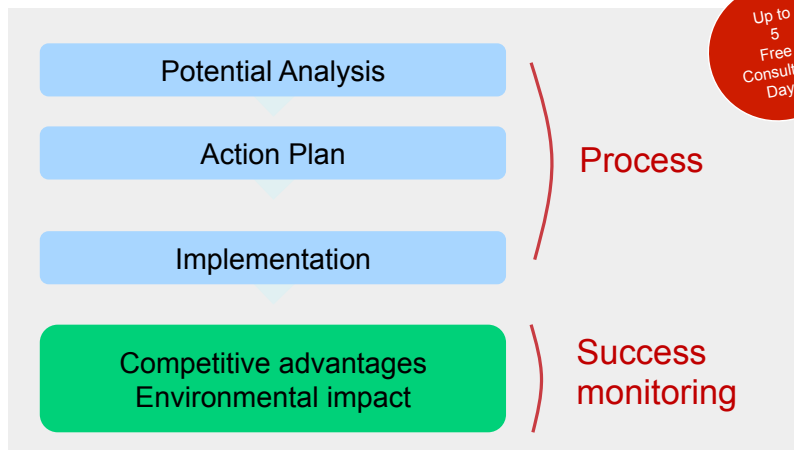 Up to
5
Free
Potential Analysis
Action Plan
Process
Implementation
Competitive advantages
Environmental impact
Success
monitoring